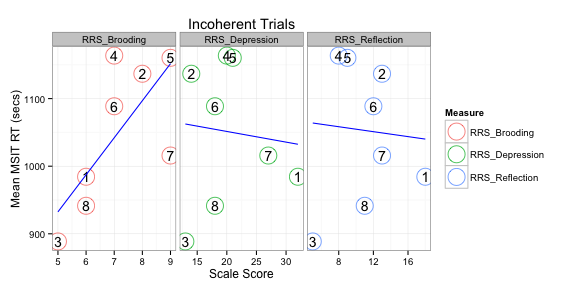 Incoherent Trials
RRS_Brooding RRS_Depression RRS_Reflection
Mean MSIT RT (secs)
1100
1000
900
4 5 2 6 7 1 8 3
4 5 2 6 7 1 8 3
4 5 2 6 7 1 8 3
5 6 7 8 9 15 20 25 30 8 12 16
Scale Score
Measure
RRS_Brooding
RRS_Depression
RRS_Reflection